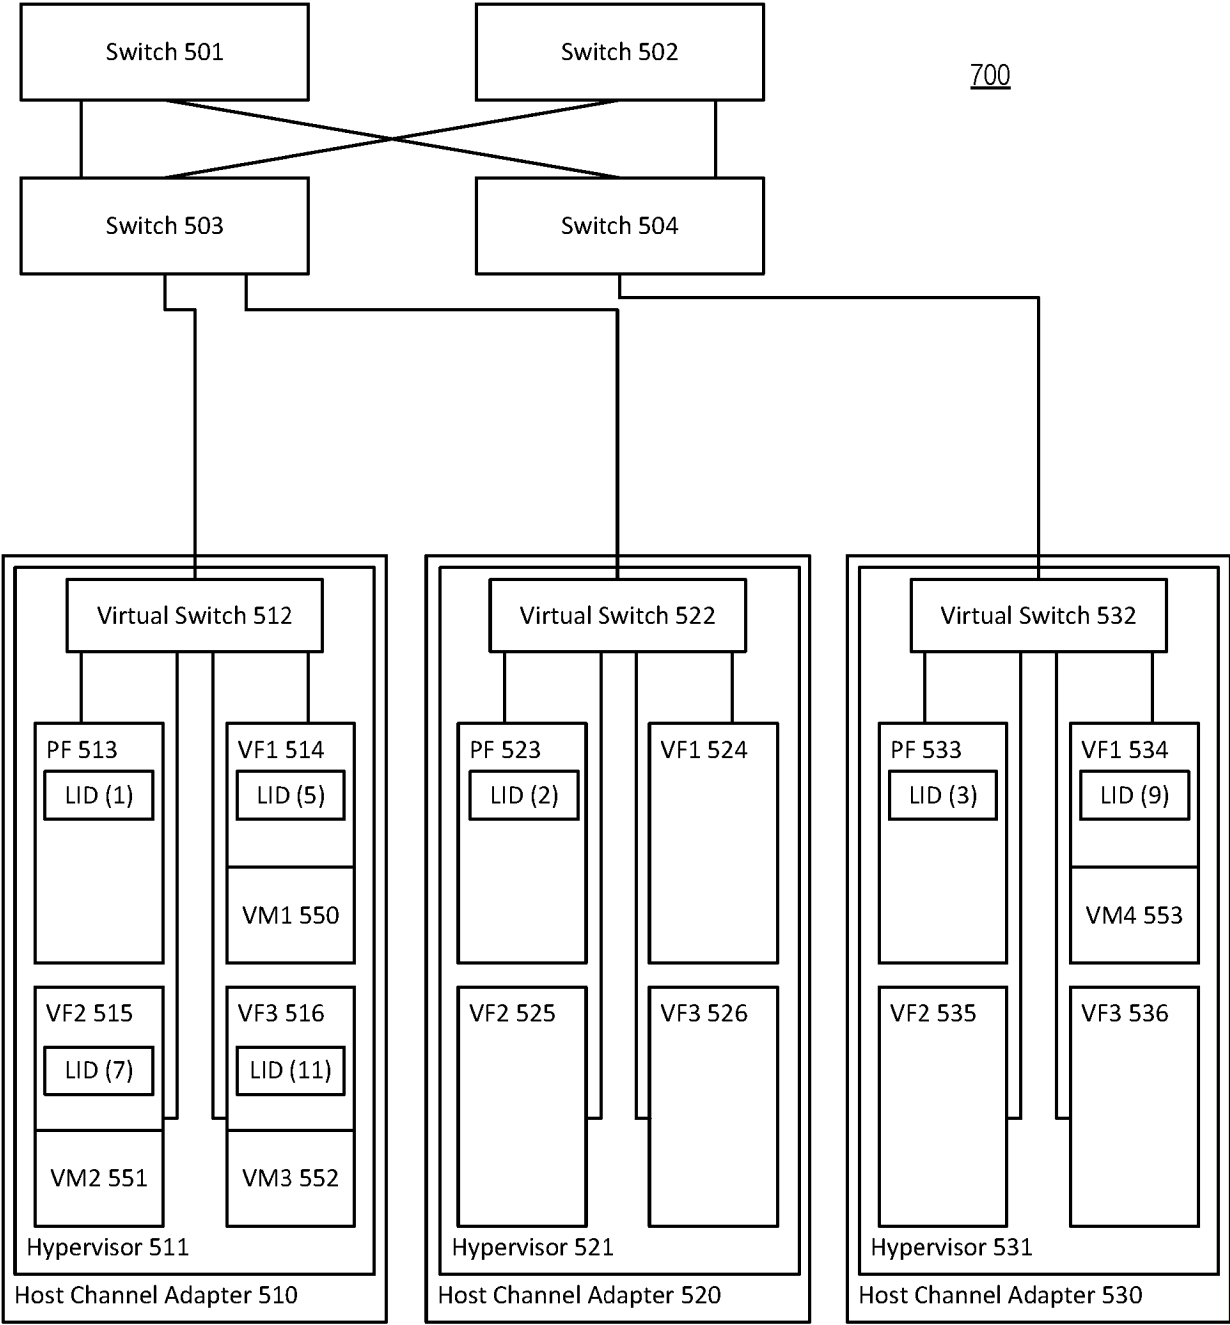 Switch 501
Switch 502
700
Switch 503
Switch 504
Virtual Switch 512
Virtual Switch 522
Virtual Switch 532
PF 513
LID (1)
VF1 514
LID (5)
VM1 550
VF2 515
LID (7)
VM2 551
VF3 516
LID (11)
VM3 552
Hypervisor 511
Host Channel Adapter 510
PF 523
LID (2)
VF1 524
VF2 525
VF3 526
Hypervisor 521
Host Channel Adapter 520
PF 533
LID (3)
VF1 534
LID (9)
VM4 553
VF2 535
VF3 536
Hypervisor 531
Host Channel Adapter 530